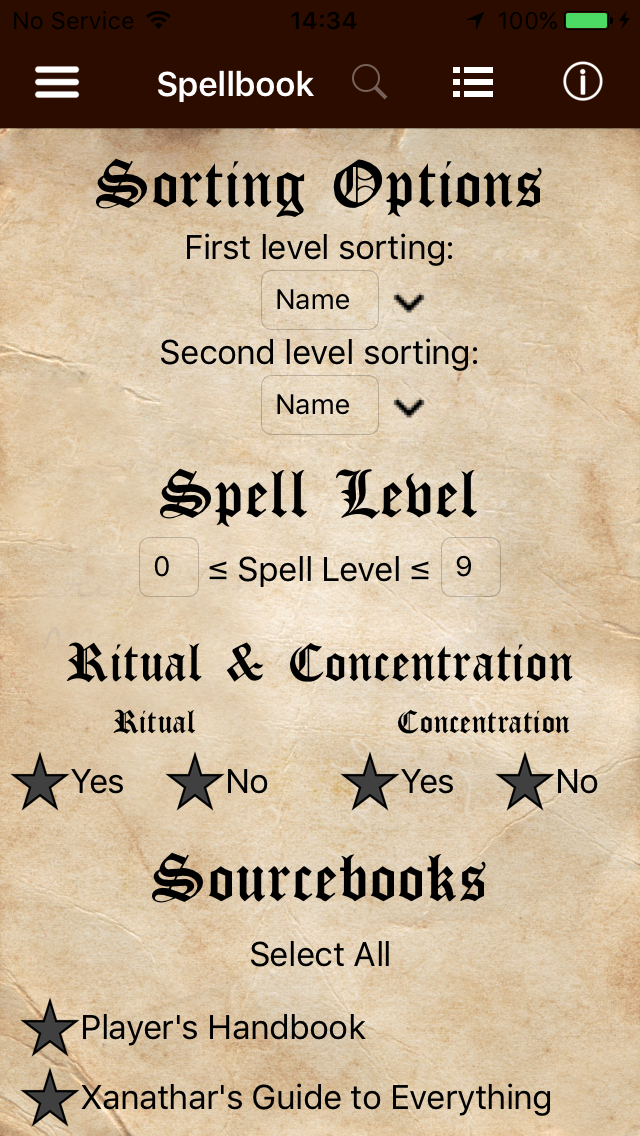 No Service 14:34 100%
Spellbook
Sorting Options
First level sorting:
Name
Second level sorting:
Name
Spell Level
0 ≤ Spell Level ≤ 9
Ritual & Concentration
Ritual Concentration
Yes No Yes No
Sourcebooks
Select All
Player's Handbook
Xanathar's Guide to Everything